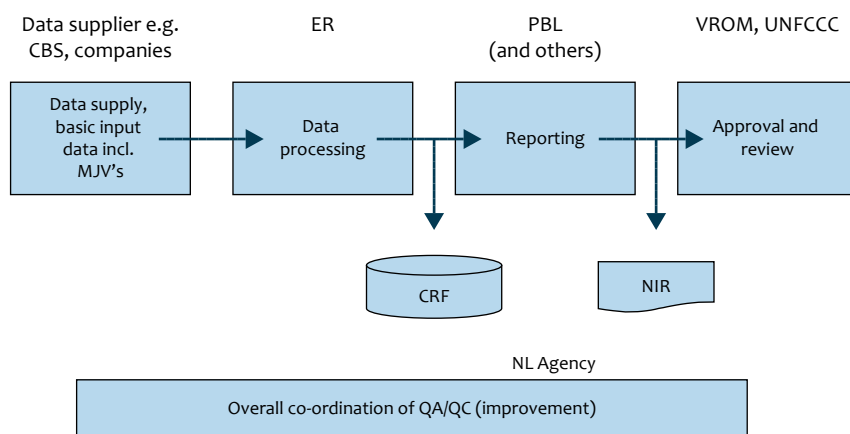 Data supplier e.g.
CBS, companies
ER
PBL
(and others)
VROM, UNFCCC
Data supply,
basic input
data incl.
MJV's
Data
processing
Reporting
Approval and
review
CRF
NIR
NL Agency
Overall co-ordination of QA/QC (improvement)